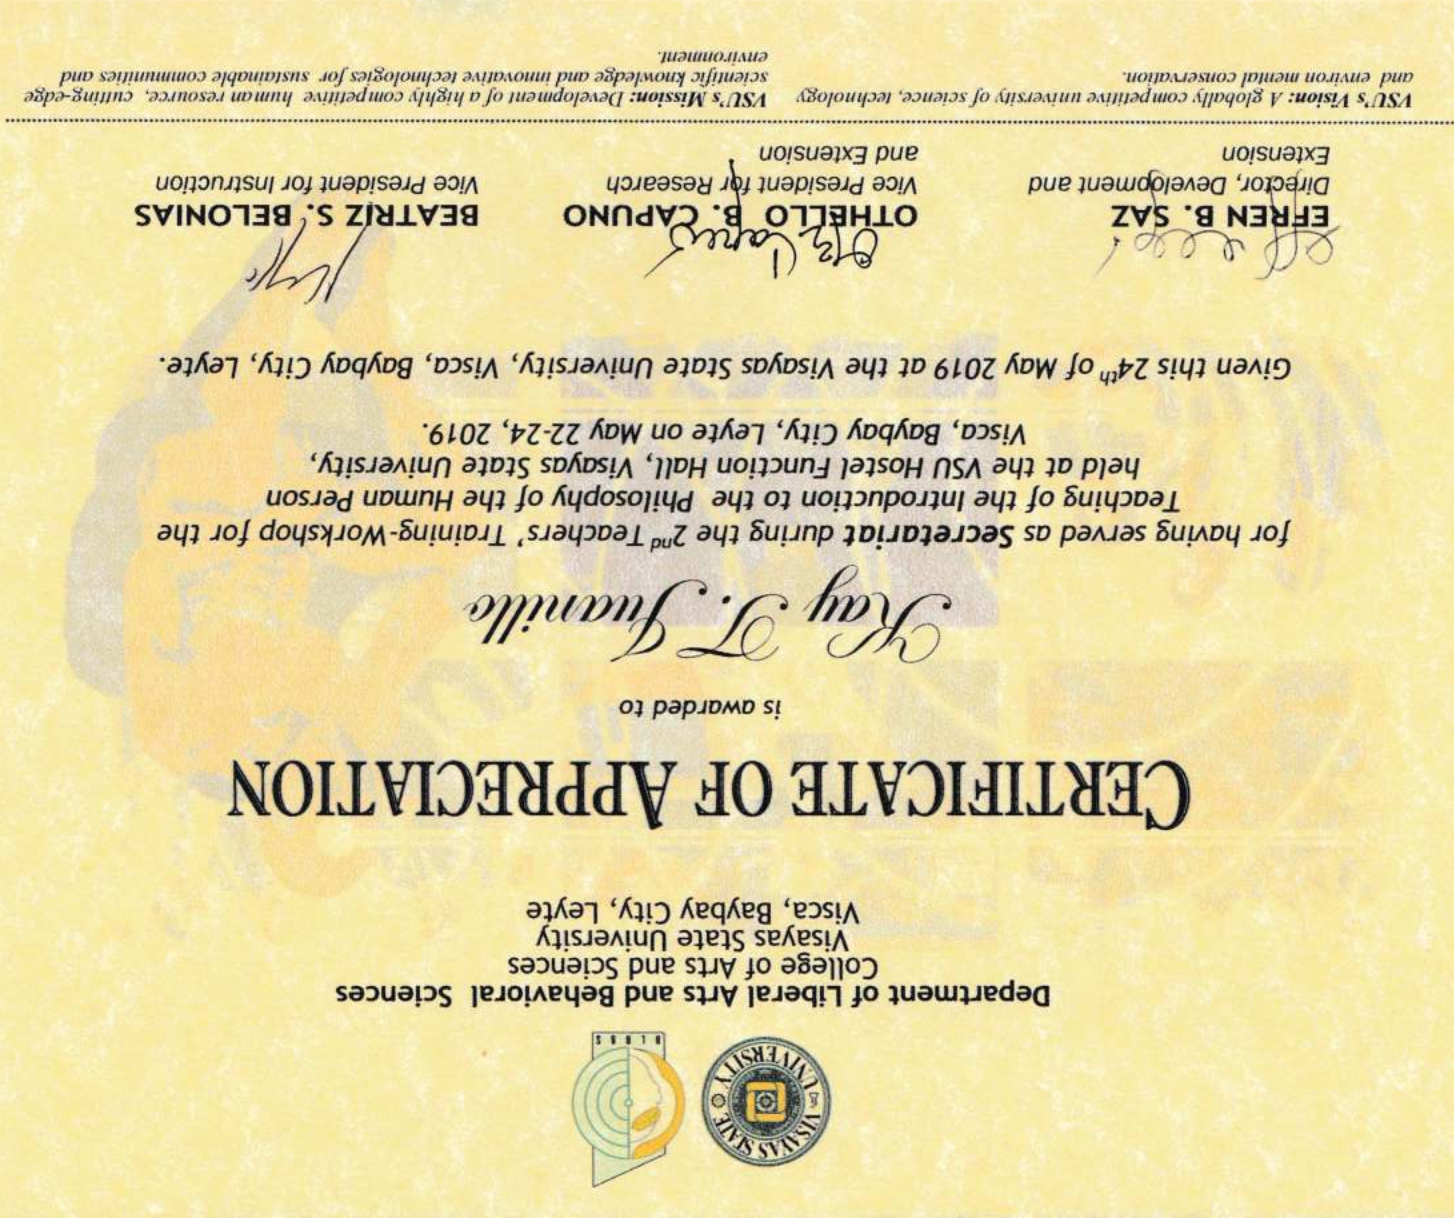 VISAYAS STATE UNIVERSITY
DLBBS
Department of Liberal Arts and Behavioral Sciences
College of Arts and Sciences
Visayas State University
Visca, Baybay City, Leyte
CERTIFICATE OF APPRECIATION
is awarded to
Kay T. Juanillo
for having served as Secretariat during the 2nd Teachers' Training-Workshop for the
Teaching of the Introduction to the Philosophy of the Human Person
held at the VSU Hostel Function Hall, Visayas State University,
Visca, Baybay City, Leyte on May 22-24, 2019.
Given this 24th of May 2019 at the Visayas State University, Visca, Baybay City, Leyte.
EFREN B. SAZ
Director, Development and
Extension
OTHELLO B. CAPUNO
Vice President for Research
and Extension
BEATRIZ S. BELONIAS
Vice President for Instruction
VSU's Vision: A globally competitive university of science, technology
and environ mental conservation.
VSU's Mission: Development of a highly competitive human resource, cutting-edge
scientific knowledge and innovative technologies for sustainable communities and
environment.